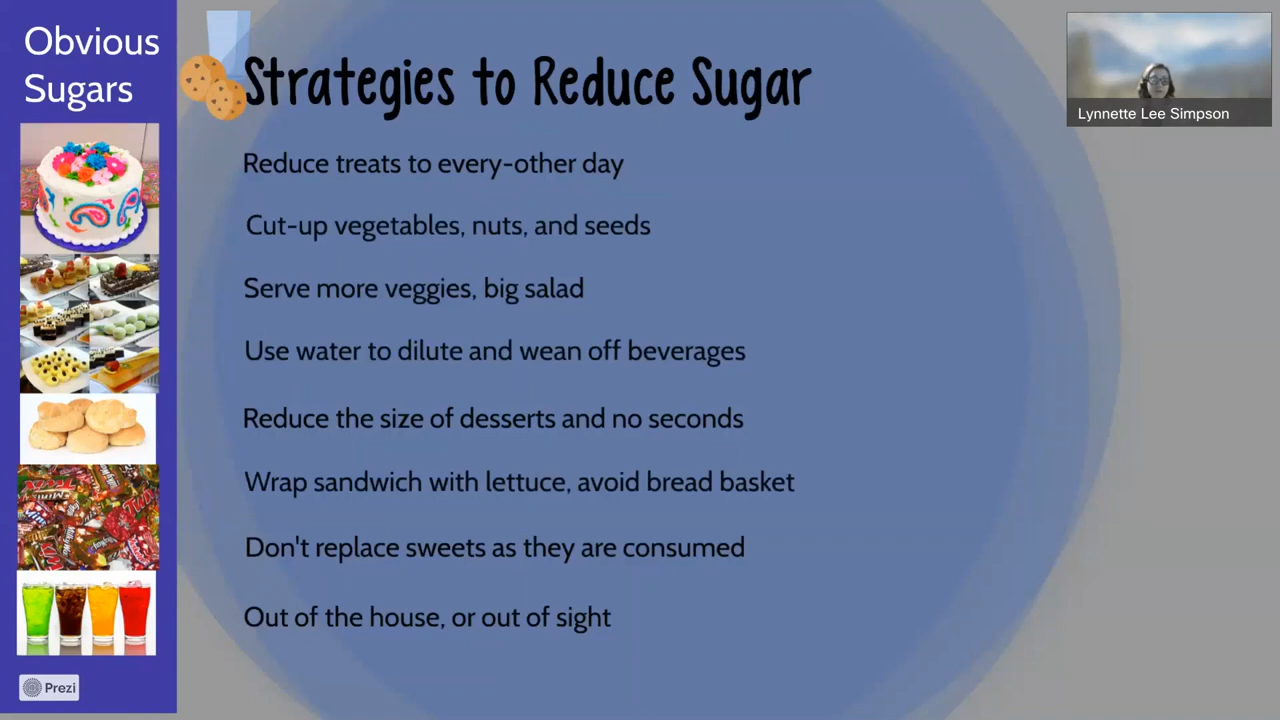 Obvious
Sugars
Strategies to Reduce Sugar
Reduce treats to every-other day
Cut-up vegetables, nuts, and seeds
Serve more veggies, big salad
Use water to dilute and wean off beverages
Reduce the size of desserts and no seconds
Wrap sandwich with lettuce, avoid bread basket
Don't replace sweets as they are consumed
Out of the house, or out of sight
Lynnette Lee Simpson
Prezi